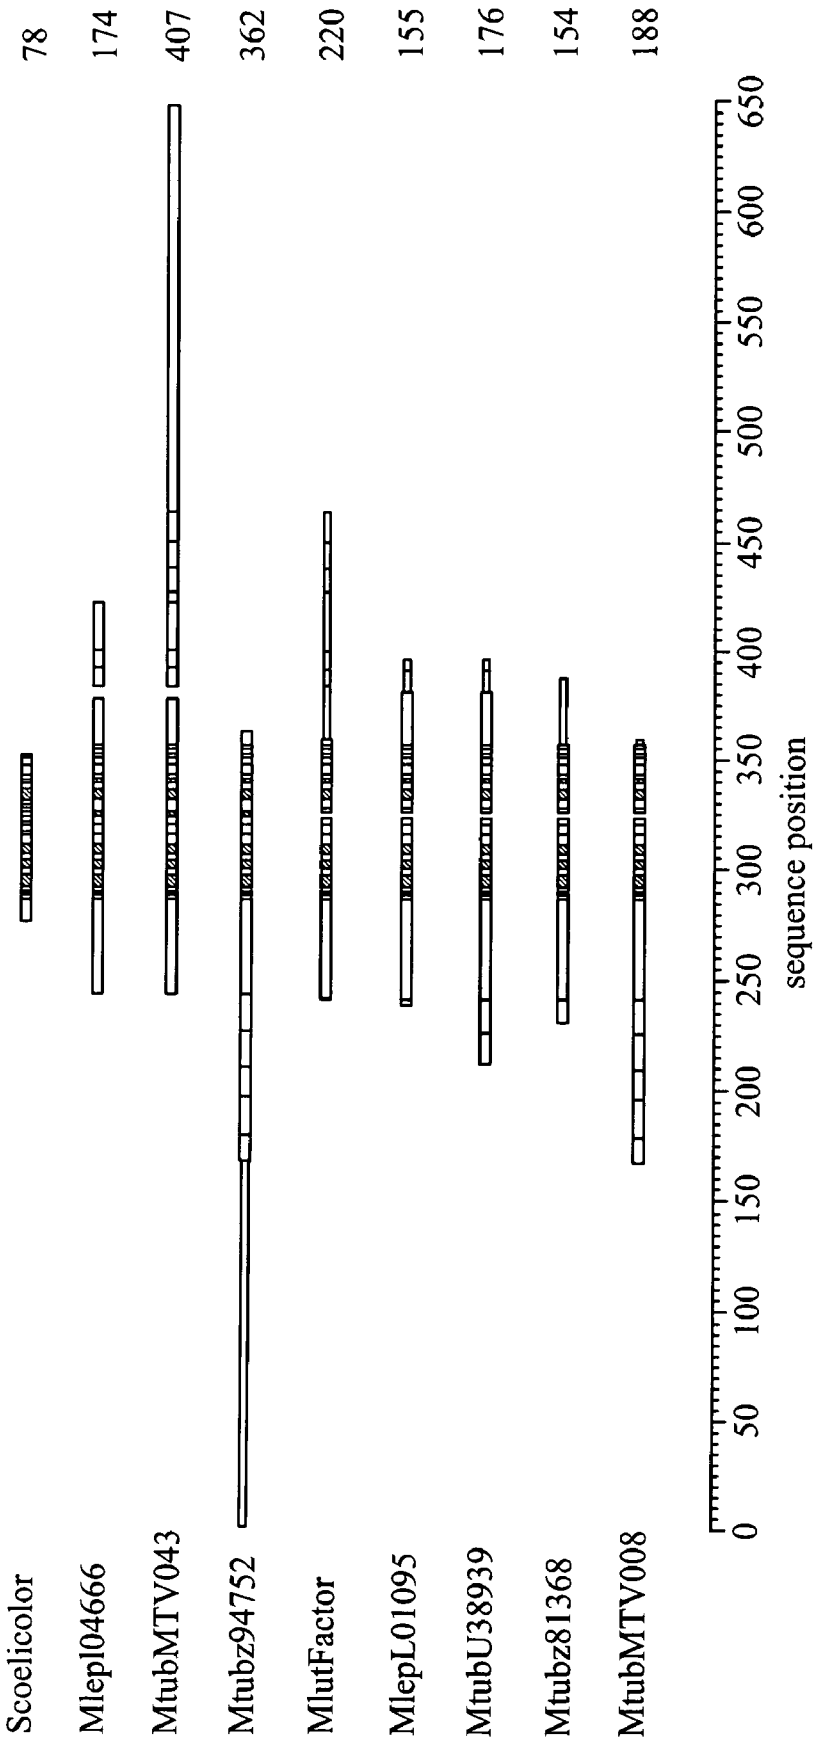 Scoelicolor 78
Mlepl04666 174
MtubMTV043 407
Mtubz94752 362
MlutFactor 220
MlepL01095 155
MtubU38939 176
Mtubz81368 154
MtubMTV008 188
0 50 100 150 200 250 300 350 400 450 500 550 600 650
sequence position